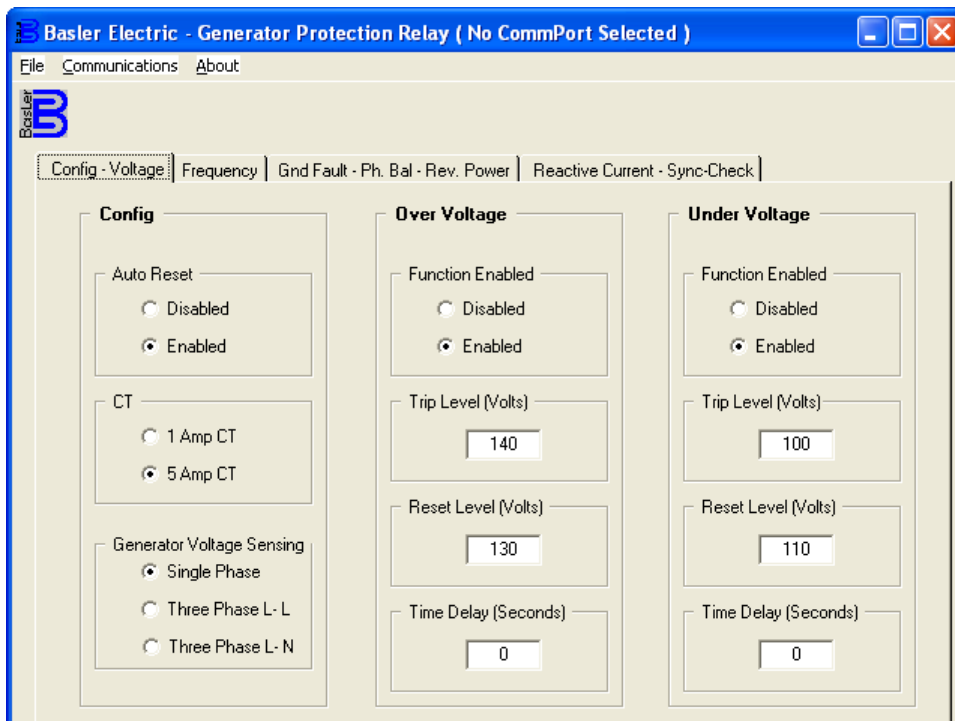 Basler Electric - Generator Protection Relay ( No CommPort Selected )
File Communications About
Basler
Config - Voltage Frequency Gnd Fault - Ph. Bal - Rev. Power Reactive Current - Sync-Check
Config
Auto Reset
Disabled
Enabled
CT
1 Amp CT
5 Amp CT
Generator Voltage Sensing
Single Phase
Three Phase L- L
Three Phase L- N
Over Voltage
Function Enabled
Disabled
Enabled
Trip Level (Volts)
140
Reset Level (Volts)
130
Time Delay (Seconds)
0
Under Voltage
Function Enabled
Disabled
Enabled
Trip Level (Volts)
100
Reset Level (Volts)
110
Time Delay (Seconds)
0